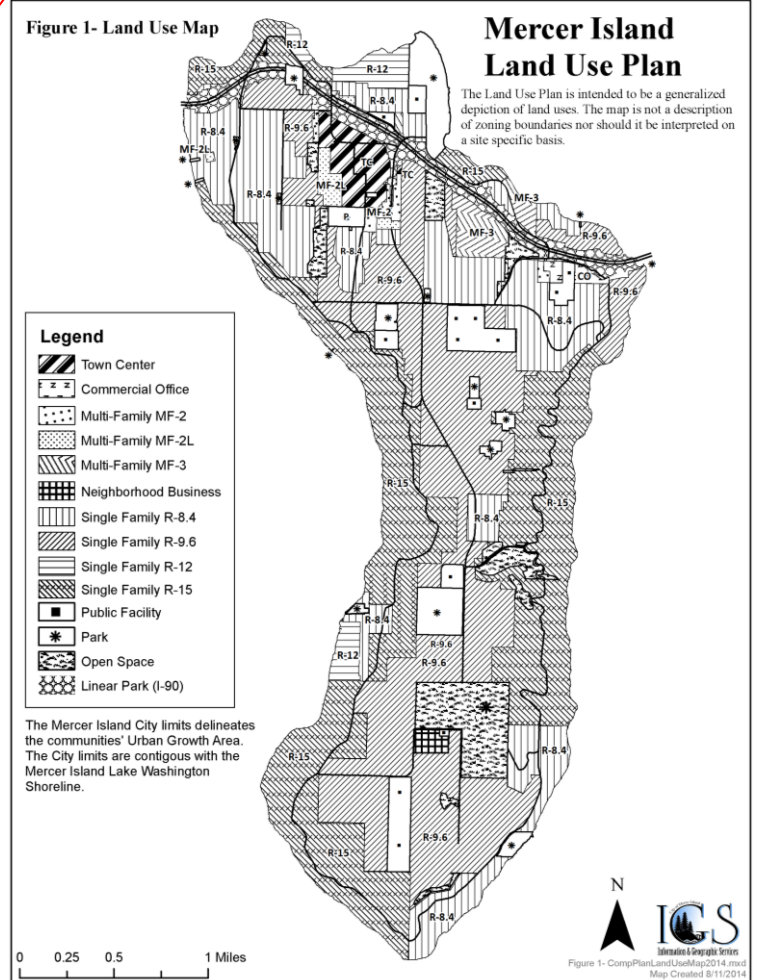 Figure 1- Land Use Map
Mercer Island
Land Use Plan
The Land Use Plan is intended to be a generalized
depiction of land uses. The map is not a description
of zoning boundaries nor should it be interpreted on
a site specific basis.
R-12
R-15
R-12
R-8.4
R-8.4
R-9.6
MF-2L
TC
TC
R-15
MF-2L
R-8.4
MF-3
MF-2
MF-3
R-9.6
P
R-8.4
R-9.6
CO
R-9.6
R-8.4
Legend
Town Center
Commercial Office
Multi-Family MF-2
Multi-Family MF-2L
Multi-Family MF-3
Neighborhood Business
Single Family R-8.4
Single Family R-9.6
Single Family R-12
Single Family R-15
Public Facility
Park
Open Space
Linear Park (I-90)
R-15
R-15
R-8.4
R-8.4
R-12
R-9.6
R-9.6
The Mercer Island City limits delineates
the communities' Urban Growth Area.
The City limits are contigous with the
Mercer Island Lake Washington
Shoreline.
R-15
R-8.4
R-9.6
R-15
R-8.4
N
IGS
Information & Geographic Services
0 0.25 0.5 1 Miles
Figure 1- CompPlanLandUseMap2014.mxd
Map Created 8/11/2014